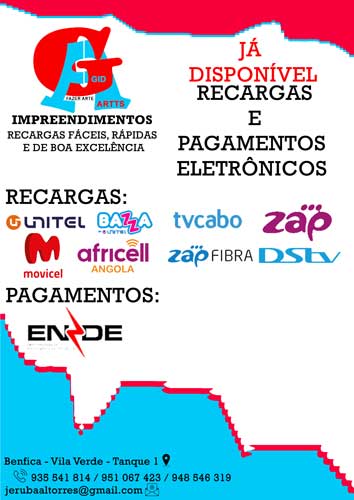 GID
FAZER ARTE
ARTTS
IMPREENDIMENTOS
RECARGAS FÁCEIS, RÁPIDAS
E DE BOA EXCELÊNCIA
JÁ
DISPONÍVEL
RECARGAS
E
PAGAMENTOS
ELETRÔNICOS
RECARGAS:
UNITEL BAZZA tvcabo zap
by UNITEL
movicel africell ZAP FIBRA DStv
ANGOLA
PAGAMENTOS:
ENDE
Benfica - Vila Verde - Tanque 1
935 541 814 / 951 067 423 / 948 546 319
jerubaaltorres@gmail.com